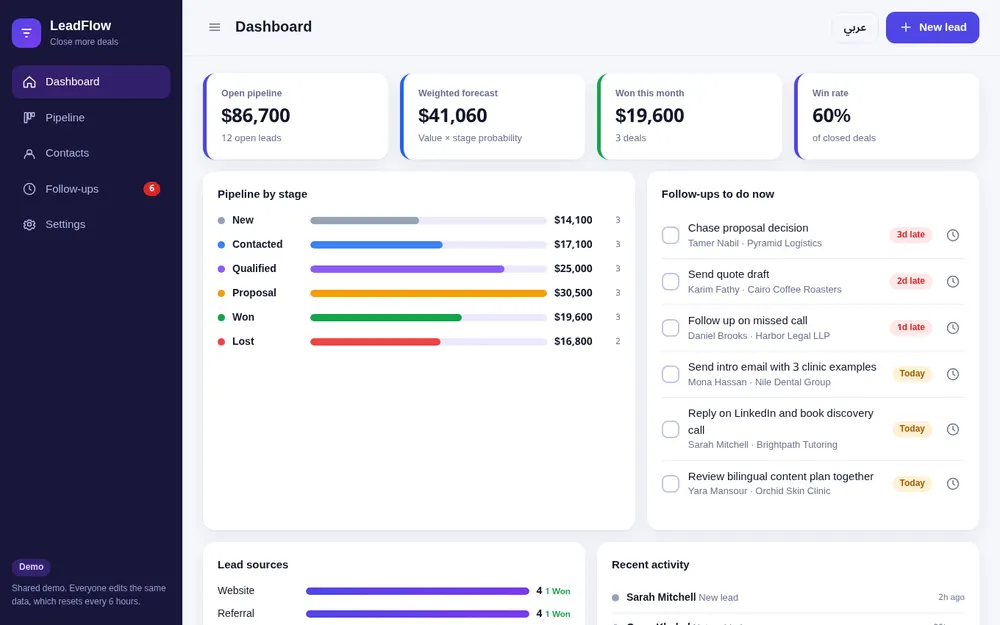 LeadFlow
Close more deals
Dashboard
Pipeline
Contacts
Follow-ups 6
Settings
Demo
Shared demo. Everyone edits the same
data, which resets every 6 hours.
Dashboard
عربي
New lead
Open pipeline
$86,700
12 open leads
Weighted forecast
$41,060
Value × stage probability
Won this month
$19,600
3 deals
Win rate
60%
of closed deals
Pipeline by stage
New $14,100 3
Contacted $17,100 3
Qualified $25,000 3
Proposal $30,500 3
Won $19,600 3
Lost $16,800 2
Follow-ups to do now
Chase proposal decision
Tamer Nabil · Pyramid Logistics
3d late
Send quote draft
Karim Fathy · Cairo Coffee Roasters
2d late
Follow up on missed call
Daniel Brooks · Harbor Legal LLP
1d late
Send intro email with 3 clinic examples
Mona Hassan · Nile Dental Group
Today
Reply on LinkedIn and book discovery
call
Sarah Mitchell · Brightpath Tutoring
Today
Review bilingual content plan together
Yara Mansour · Orchid Skin Clinic
Today
Lead sources
Website 4 1 Won
Referral 4 1 Won
Recent activity
Sarah Mitchell New lead 2h ago